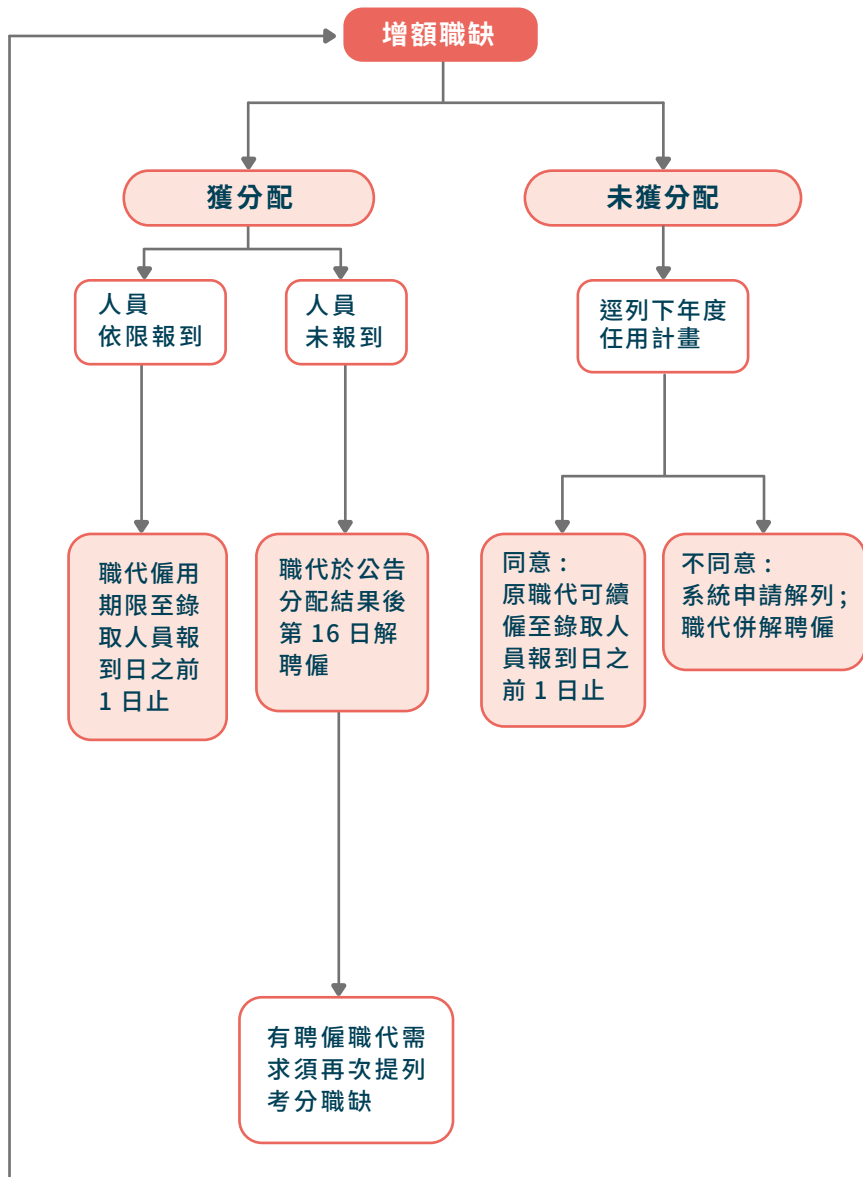 增額職缺
獲分配
未獲分配
人員
依限報到
人員
未報到
逕列下年度
任用計畫
職代僱用
期限至錄
取人員報
到日之前
1 日止
職代於公告
分配結果後
第 16 日解
聘僱
同意：
原職代可續
僱至錄取人
員報到日之
前 1 日止
不同意：
系統申請解列；
職代併解聘僱
有聘僱職代需
求須再次提列
考分職缺